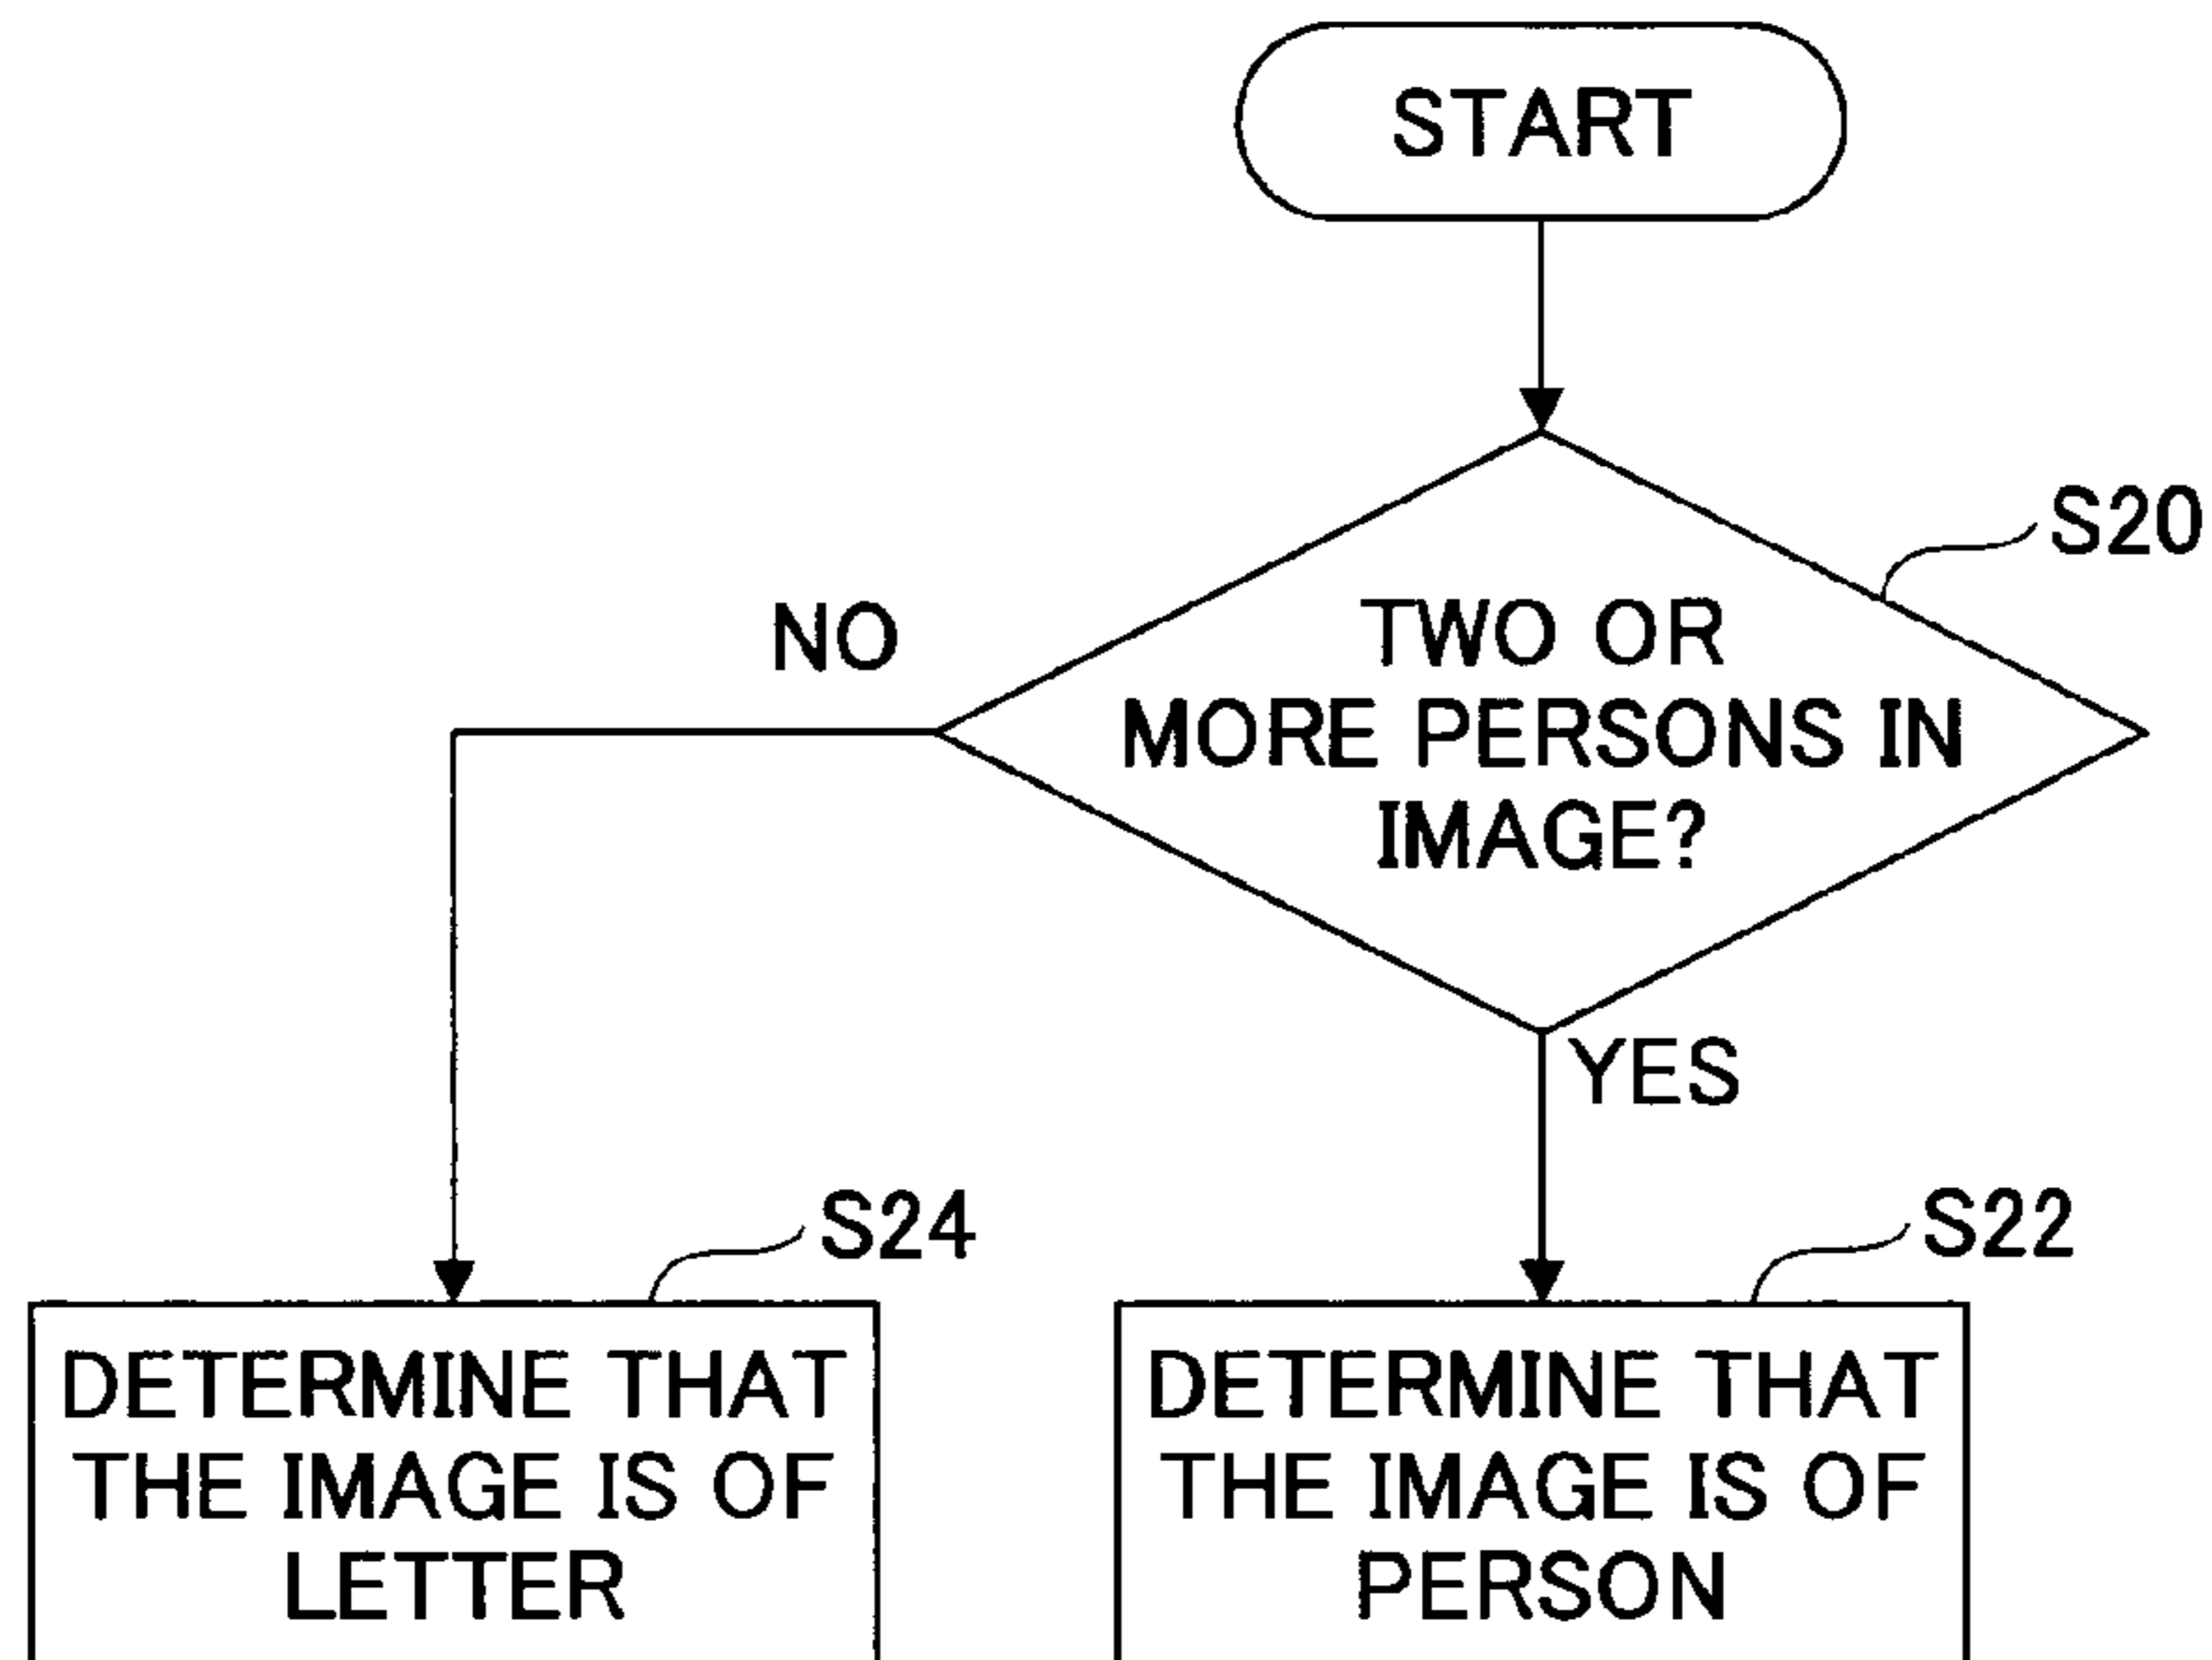 START
S20
TWO OR
MORE PERSONS IN
IMAGE?
NO
YES
S24
S22
DETERMINE THAT
THE IMAGE IS OF
LETTER
DETERMINE THAT
THE IMAGE IS OF
PERSON